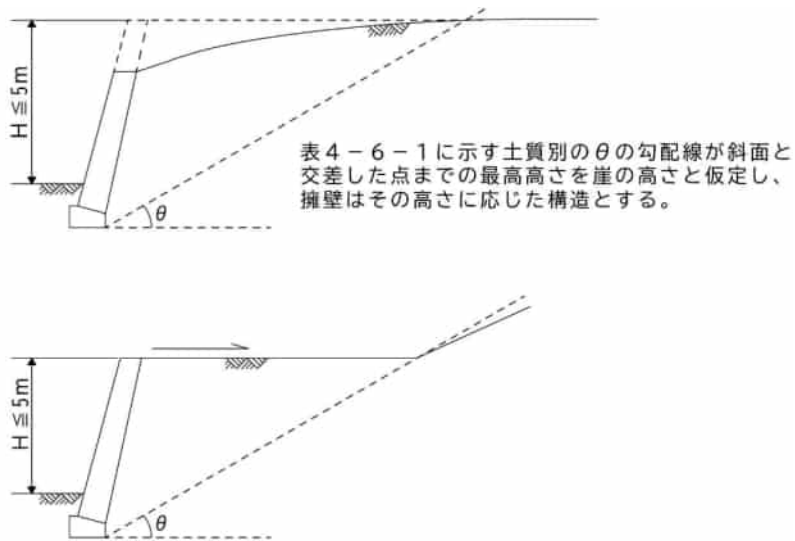 H≦5m
表4－6－1に示す土質別のθの勾配線が斜面と
交差した点までの最高高さを崖の高さと仮定し、
擁壁はその高さに応じた構造とする。
θ
H≦5m
θ